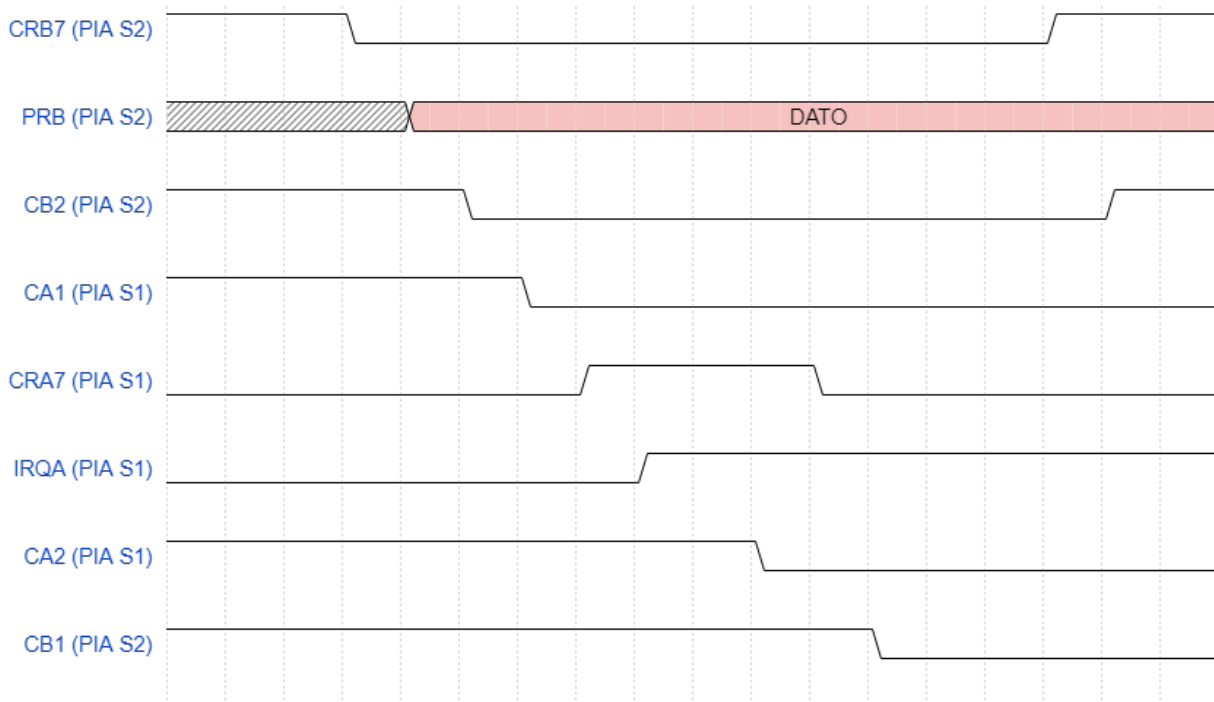 CRB7 (PIA S2)
PRB (PIA S2)
DATO
CB2 (PIA S2)
CA1 (PIA S1)
CRA7 (PIA S1)
IRQA (PIA S1)
CA2 (PIA S1)
CB1 (PIA S2)